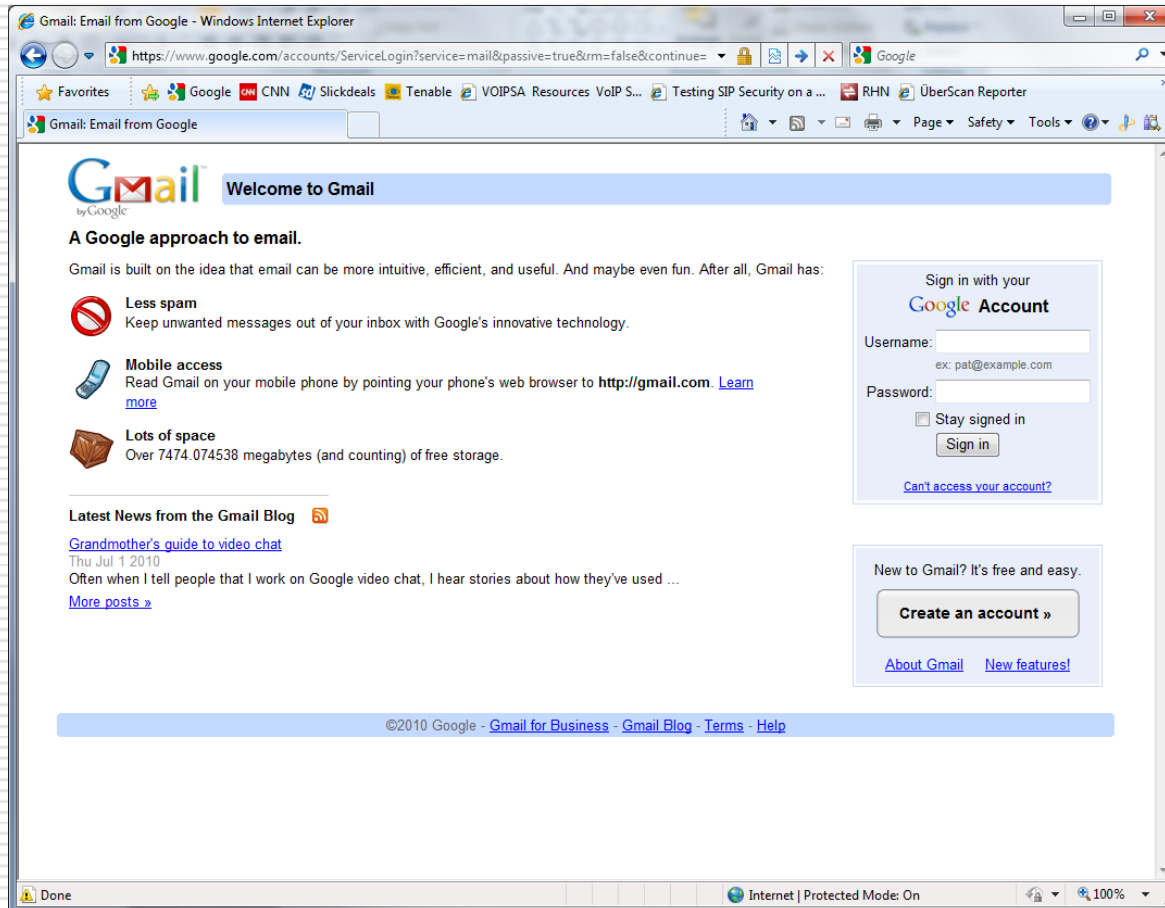 Gmail: Email from Google - Windows Internet Explorer
https://www.google.com/accounts/ServiceLogin?service=mail&passive=true&rm=false&continue=
Google
Favorites Google CNN Slickdeals Tenable VOIPSA Resources VoIP S... Testing SIP Security on a ... RHN ÜberScan Reporter
Gmail: Email from Google
Page Safety Tools
Gmail
by Google
Welcome to Gmail
A Google approach to email.
Gmail is built on the idea that email can be more intuitive, efficient, and useful. And maybe even fun. After all, Gmail has:
Less spam
Keep unwanted messages out of your inbox with Google's innovative technology.
Mobile access
Read Gmail on your mobile phone by pointing your phone's web browser to http://gmail.com. Learn
more
Lots of space
Over 7474.074538 megabytes (and counting) of free storage.
Latest News from the Gmail Blog
Grandmother's guide to video chat
Thu Jul 1 2010
Often when I tell people that I work on Google video chat, I hear stories about how they've used ...
More posts »
Sign in with your
Google Account
Username:
ex: pat@example.com
Password:
Stay signed in
Sign in
Can't access your account?
New to Gmail? It's free and easy.
Create an account »
About Gmail New features!
©2010 Google - Gmail for Business - Gmail Blog - Terms - Help
Done
Internet | Protected Mode: On
100%